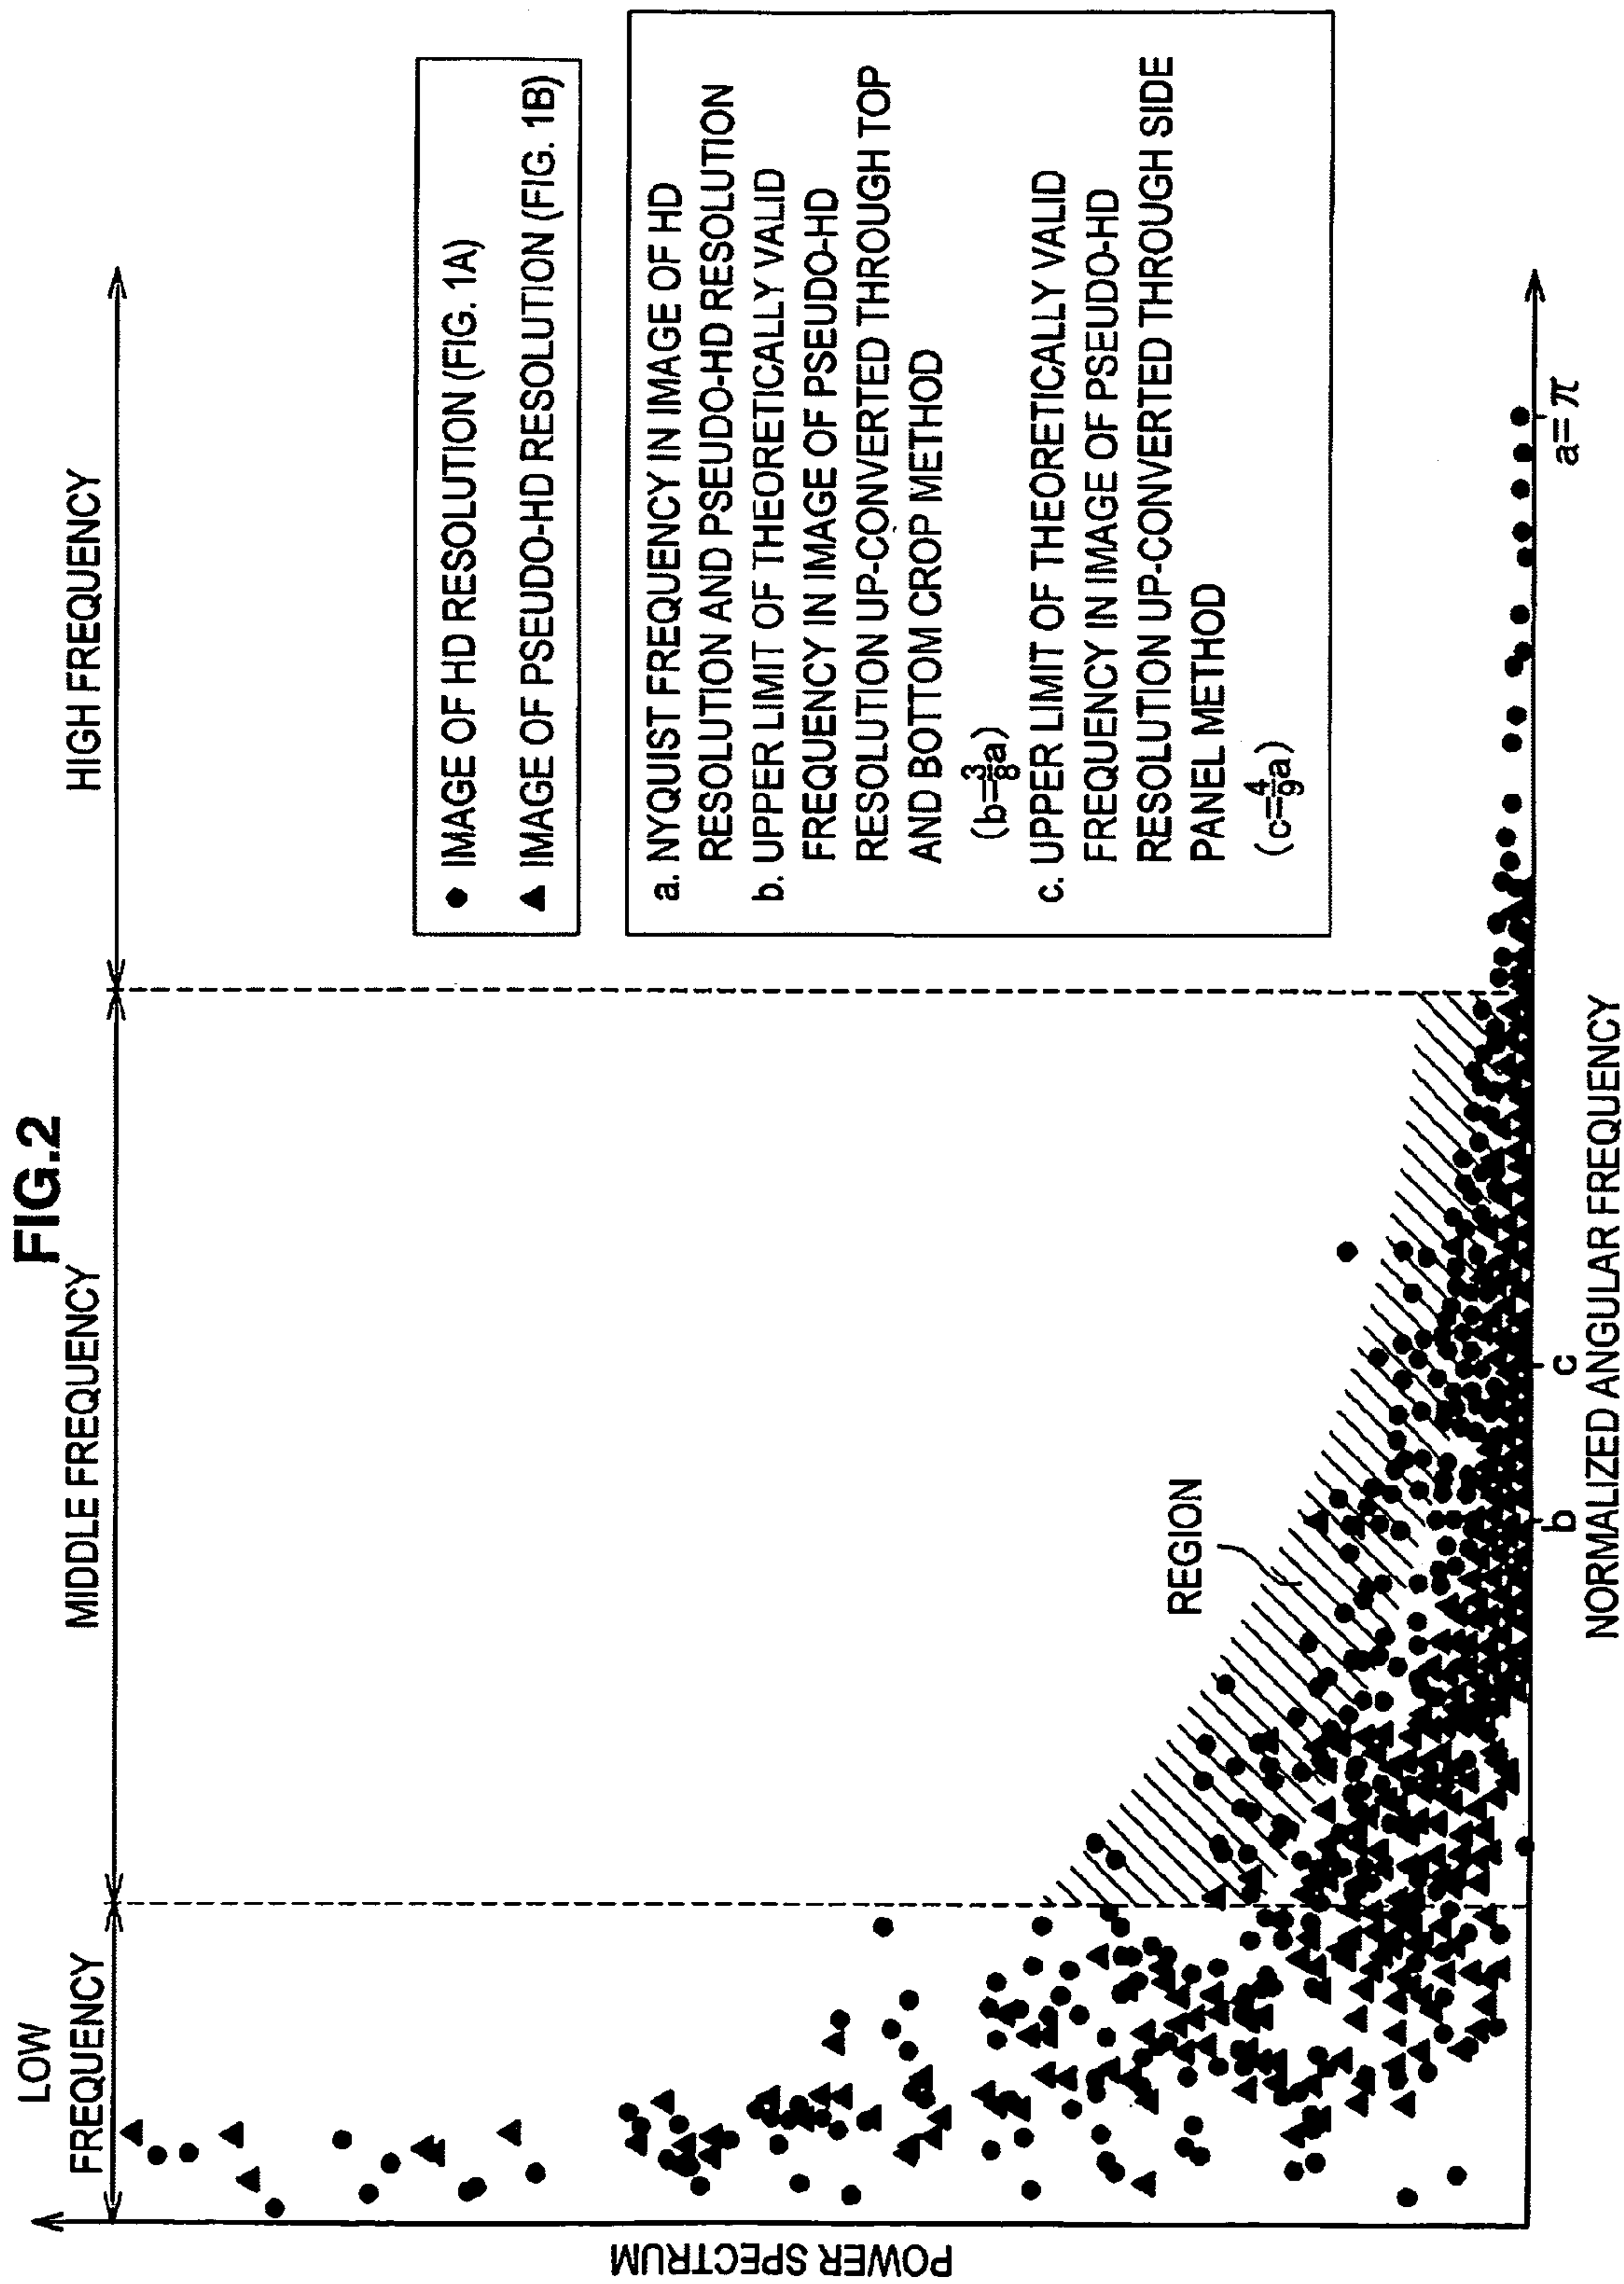 FIG.2
LOW
FREQUENCY
MIDDLE FREQUENCY
HIGH FREQUENCY
POWER SPECTRUM
● IMAGE OF HD RESOLUTION (FIG. 1A)
▲ IMAGE OF PSEUDO-HD RESOLUTION (FIG. 1B)
a. NYQUIST FREQUENCY IN IMAGE OF HD
RESOLUTION AND PSEUDO-HD RESOLUTION
b. UPPER LIMIT OF THEORETICALLY VALID
FREQUENCY IN IMAGE OF PSEUDO-HD
RESOLUTION UP-CONVERTED THROUGH TOP
AND BOTTOM CROP METHOD
(b=3/8a)
c. UPPER LIMIT OF THEORETICALLY VALID
FREQUENCY IN IMAGE OF PSEUDO-HD
RESOLUTION UP-CONVERTED THROUGH SIDE
PANEL METHOD
(c=4/9a)
REGION
b
c
a=π
NORMALIZED ANGULAR FREQUENCY